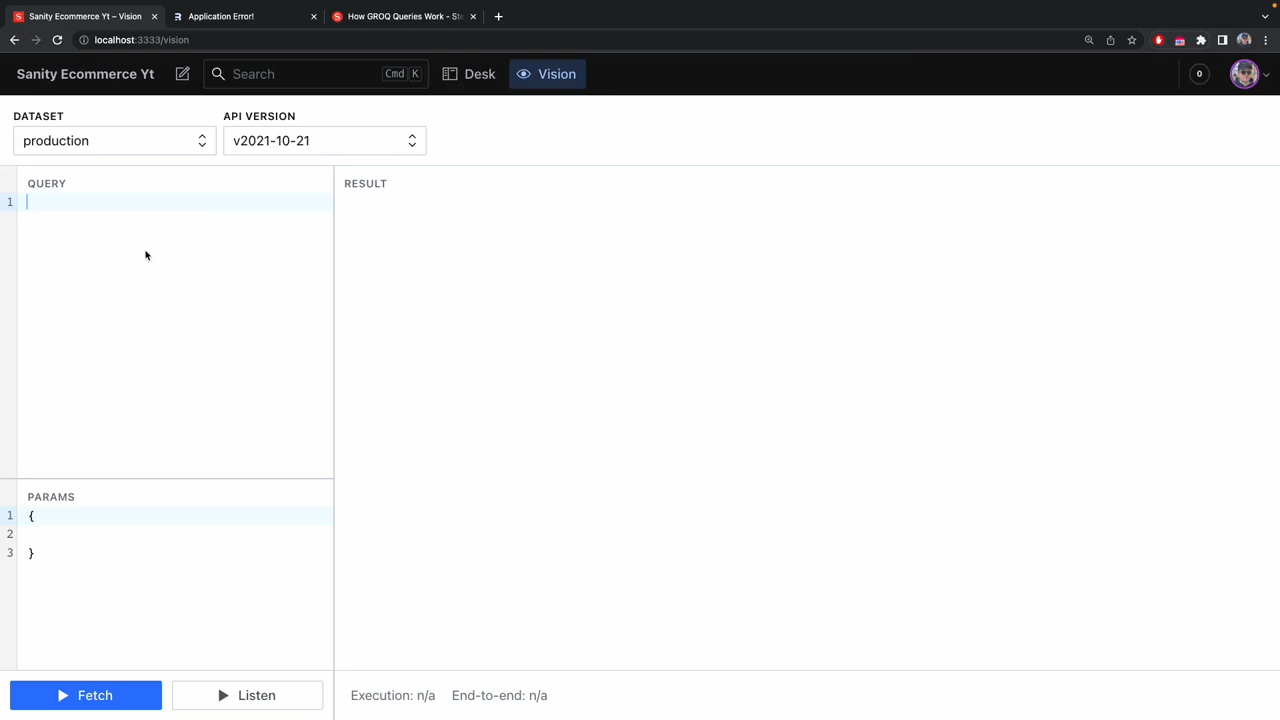 Sanity Ecommerce Yt – Vision
Application Error!
How GROQ Queries Work - Ste
localhost:3333/vision
Sanity Ecommerce Yt
Search
Cmd K
Desk
Vision
0
DATASET
API VERSION
production
v2021-10-21
QUERY
RESULT
1
PARAMS
1 {
2
3 }
Fetch
Listen
Execution: n/a
End-to-end: n/a